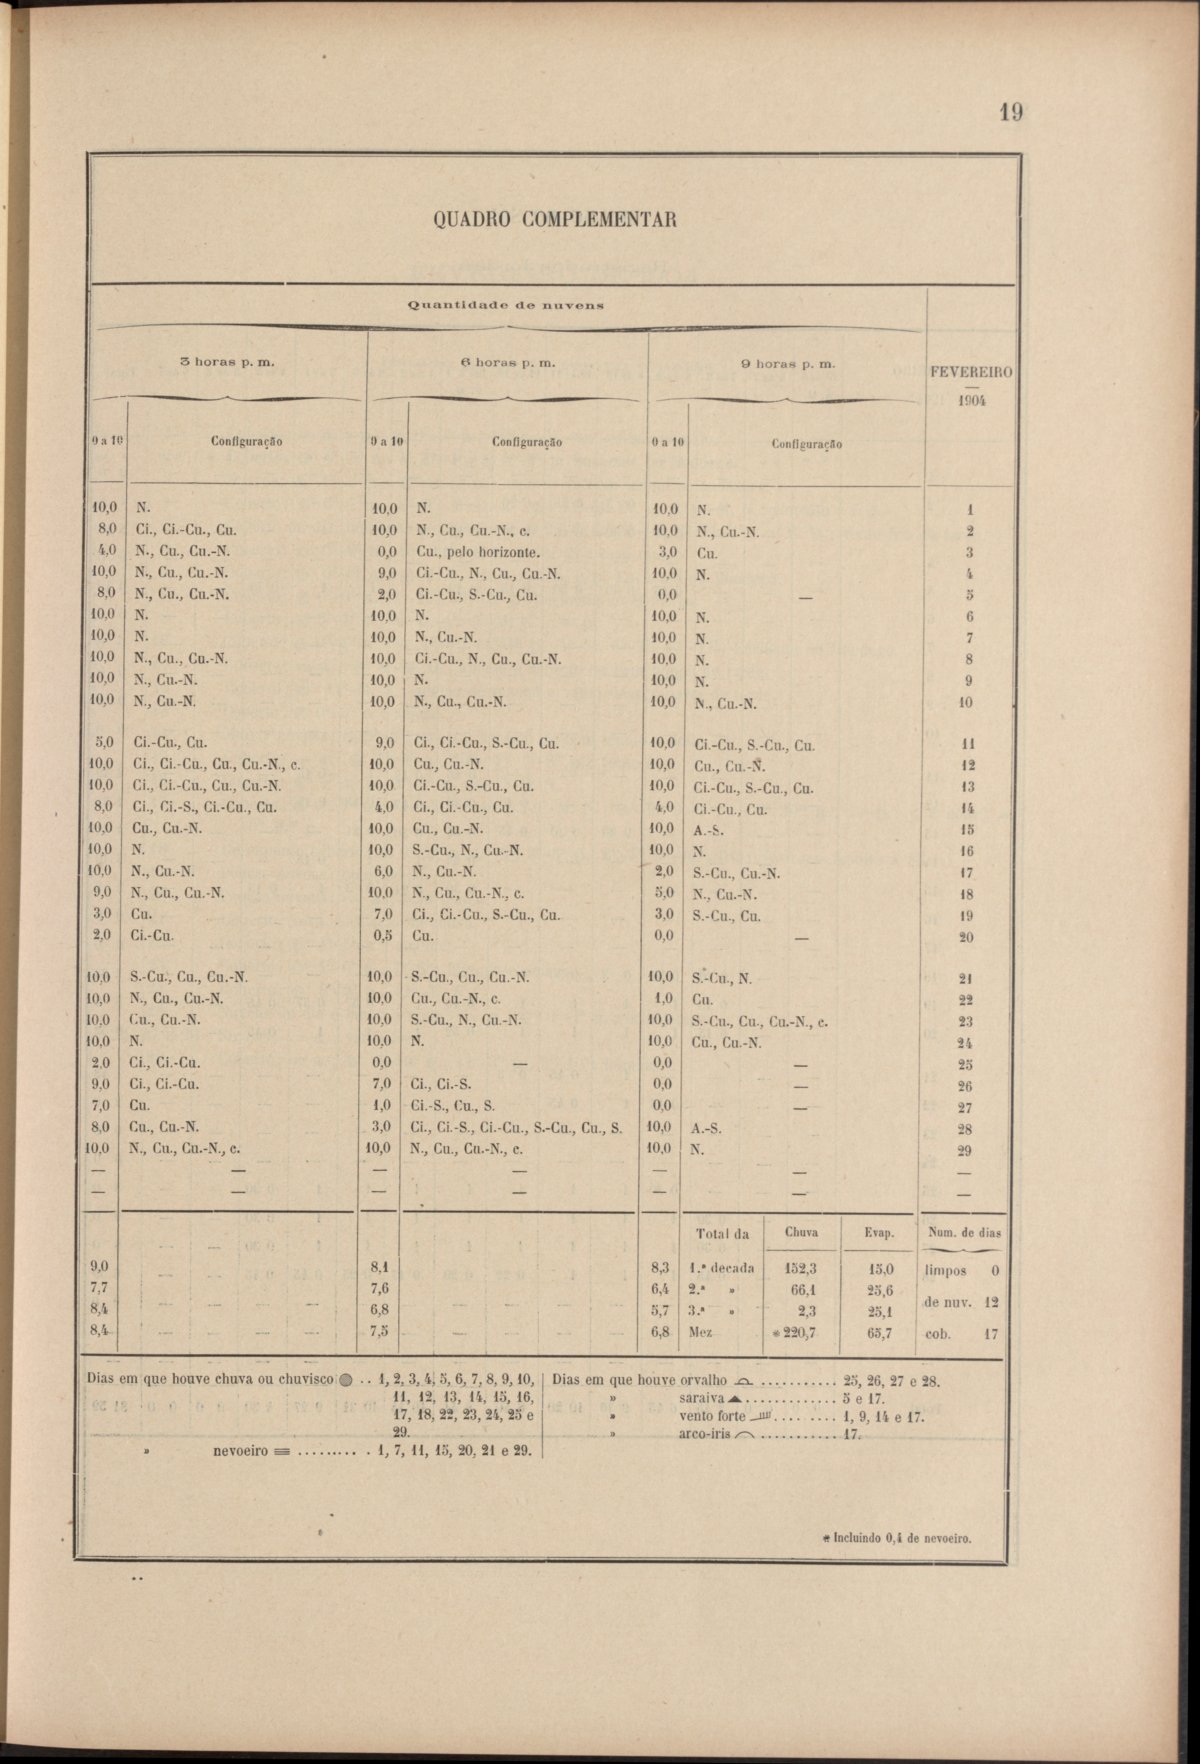 19
QUADRO COMPLEMENTAR
Quantidade de nuvens
3 horas p. m. 6 horas p. m. 9 horas p. m. FEVEREIRO
1904
0 a 10 Configuração 0 a 10 Configuração 0 a 10 Configuração
10,0 N. 10,0 N. 10,0 N. 1
8,0 Ci., Ci.-Cu., Cu. 10,0 N., Cu., Cu.-N., c. 10,0 N., Cu.-N. 2
4,0 N., Cu., Cu.-N. 0,0 Cu., pelo horizonte. 3,0 Cu. 3
10,0 N., Cu., Cu.-N. 9,0 Ci.-Cu., N., Cu., Cu.-N. 10,0 N. 4
8,0 N., Cu., Cu.-N. 2,0 Ci.-Cu., S.-Cu., Cu. 0,0 — 5
10,0 N. 10,0 N. 10,0 N. 6
10,0 N. 10,0 N., Cu.-N. 10,0 N. 7
10,0 N., Cu., Cu.-N. 10,0 Ci.-Cu., N., Cu., Cu.-N. 10,0 N. 8
10,0 N., Cu.-N. 10,0 N. 10,0 N. 9
10,0 N., Cu.-N. 10,0 N., Cu., Cu.-N. 10,0 N., Cu.-N. 10
5,0 Ci.-Cu., Cu. 9,0 Ci., Ci.-Cu., S.-Cu., Cu. 10,0 Ci.-Cu., S.-Cu., Cu. 11
10,0 Ci., Ci.-Cu., Cu., Cu.-N., c. 10,0 Cu., Cu.-N. 10,0 Cu., Cu.-N. 12
10,0 Ci., Ci.-Cu., Cu., Cu.-N. 10,0 Ci.-Cu., S.-Cu., Cu. 10,0 Ci.-Cu., S.-Cu., Cu. 13
8,0 Ci., Ci.-S., Ci.-Cu., Cu. 4,0 Ci., Ci.-Cu., Cu. 4,0 Ci.-Cu., Cu. 14
10,0 Cu., Cu.-N. 10,0 Cu., Cu.-N. 10,0 A.-S. 15
10,0 N. 10,0 S.-Cu., N., Cu.-N. 10,0 N. 16
10,0 N., Cu.-N. 6,0 N., Cu.-N. 2,0 S.-Cu., Cu.-N. 17
9,0 N., Cu., Cu.-N. 10,0 N., Cu., Cu.-N., c. 5,0 N., Cu.-N. 18
3,0 Cu. 7,0 Ci., Ci.-Cu., S.-Cu., Cu. 3,0 S.-Cu., Cu. 19
2,0 Ci.-Cu. 0,5 Cu. 0,0 — 20
10,0 S.-Cu., Cu., Cu.-N. 10,0 S.-Cu., Cu., Cu.-N. 10,0 S.-Cu., N. 21
10,0 N., Cu., Cu.-N. 10,0 Cu., Cu.-N., c. 1,0 Cu. 22
10,0 Cu., Cu.-N. 10,0 S.-Cu., N., Cu.-N. 10,0 S.-Cu., Cu., Cu.-N., c. 23
10,0 N. 10,0 N. 10,0 Cu., Cu.-N. 24
2,0 Ci., Ci.-Cu. 0,0 — 0,0 — 25
9,0 Ci., Ci.-Cu. 7,0 Ci., Ci.-S. 0,0 — 26
7,0 Cu. 1,0 Ci.-S., Cu., S. 0,0 — 27
8,0 Cu., Cu.-N. 3,0 Ci., Ci.-S., Ci.-Cu., S.-Cu., Cu., S. 10,0 A.-S. 28
10,0 N., Cu., Cu.-N., c. 10,0 N., Cu., Cu.-N., c. 10,0 N. 29
— — — — — — —
— — — — — — —
Total da Chuva Evap. Num. de dias
9,0 8,1 8,3 1.ª decada 152,3 15,0 limpos 0
7,7 7,6 6,4 2.ª » 66,1 25,6
8,4 6,8 5,7 3.ª » 2,3 25,1 de nuv. 12
8,4 7,5 6,8 Mez *220,7 65,7 cob. 17
Dias em que houve chuva ou chuvisco .. 1, 2, 3, 4, 5, 6, 7, 8, 9, 10,
11, 12, 13, 14, 15, 16,
17, 18, 22, 23, 24, 25 e
29.
» nevoeiro ≡ .......... 1, 7, 11, 15, 20, 21 e 29.
Dias em que houve orvalho ........... 25, 26, 27 e 28.
» saraiva ▲ ............. 5 e 17.
» vento forte ......... 1, 9, 14 e 17.
» arco-iris ........... 17.
* Incluindo 0,4 de nevoeiro.